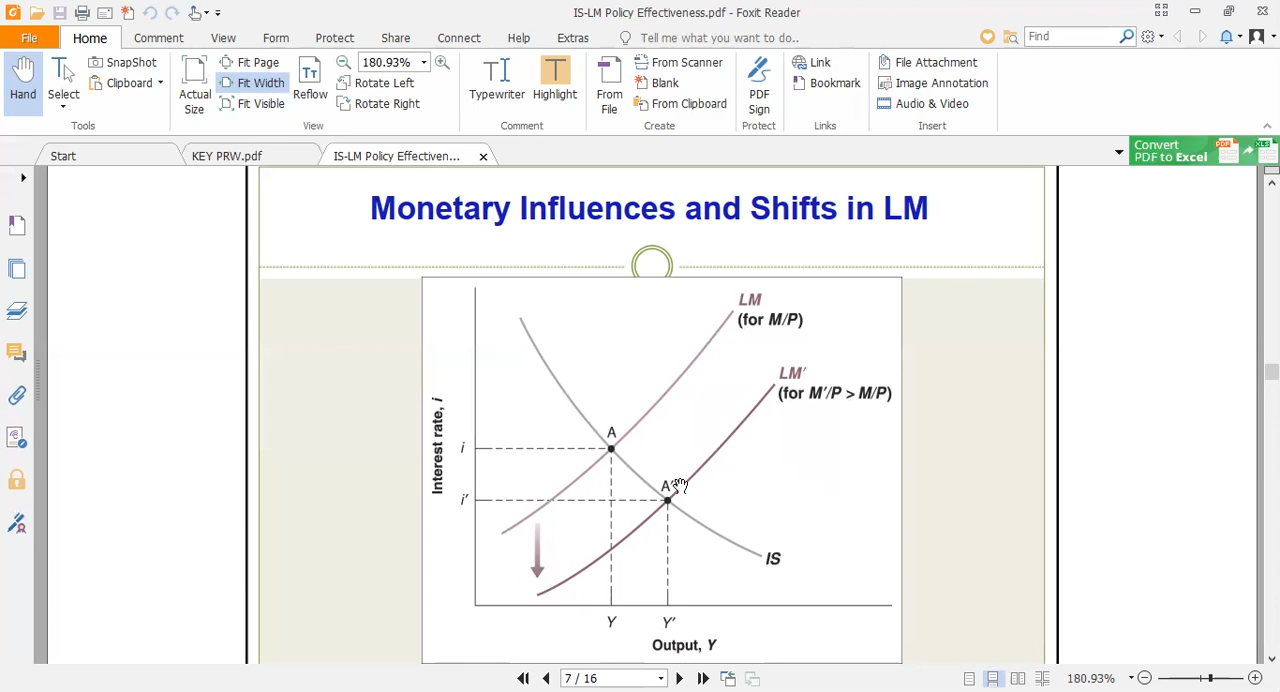 IS-LM Policy Effectiveness.pdf - Foxit Reader
File Home Comment View Form Protect Share Connect Help Extras Tell me what you want to do.. Find
Hand
Select
SnapShot
Clipboard
Tools
Actual
Size
Fit Page
Fit Width
Fit Visible
Reflow
180.93%
Rotate Left
Rotate Right
View
Typewriter
Highlight
Comment
From
File
From Scanner
Blank
From Clipboard
Create
PDF
Sign
Protect
Link
Bookmark
Links
File Attachment
Image Annotation
Audio & Video
Insert
Start
KEY PRW.pdf
IS-LM Policy Effectiven...
Convert
PDF to Excel
Monetary Influences and Shifts in LM
LM
(for M/P)
LM′
(for M′/P > M/P)
Interest rate, i
A
i
A′
i′
IS
Y Y′
Output, Y
7 / 16
180.93%